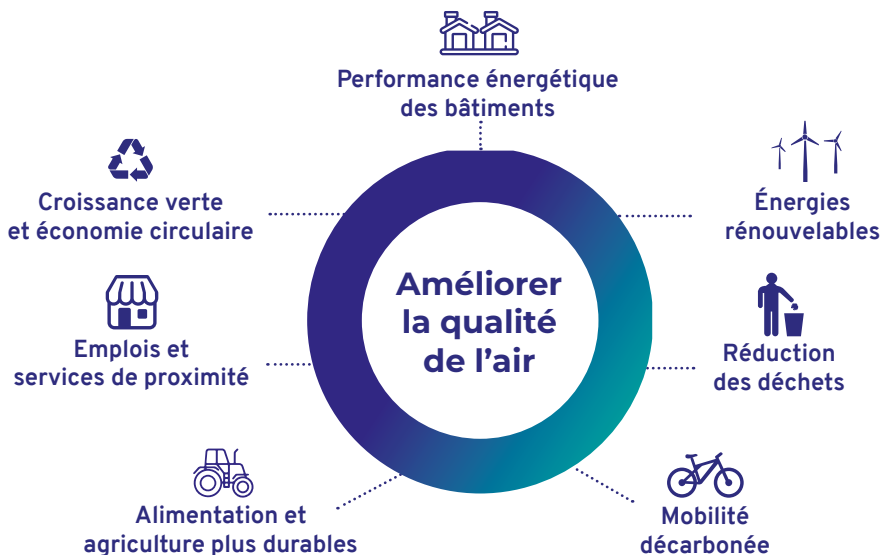 Performance énergétique
des bâtiments
Croissance verte
et économie circulaire
Énergies
rénouvelables
Améliorer
la qualité
de l'air
Emplois et
services de proximité
Réduction
des déchets
Alimentation et
agriculture plus durables
Mobilité
décarbonée